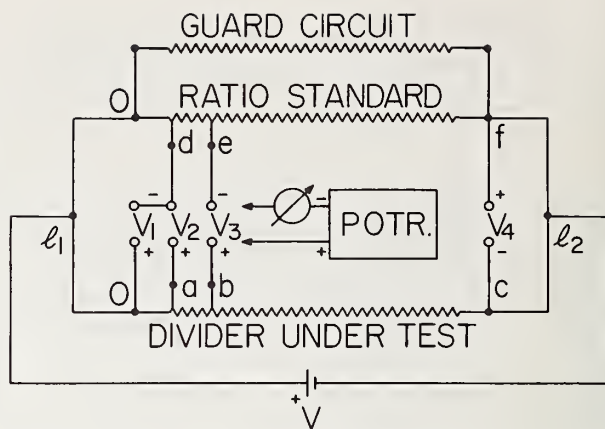 GUARD CIRCUIT
O RATIO STANDARD
d e f
- - +
V₁ V₂ V₃ - POTR. V₄
ℓ₁ + + + + - ℓ₂
O a b c
DIVIDER UNDER TEST
+ V